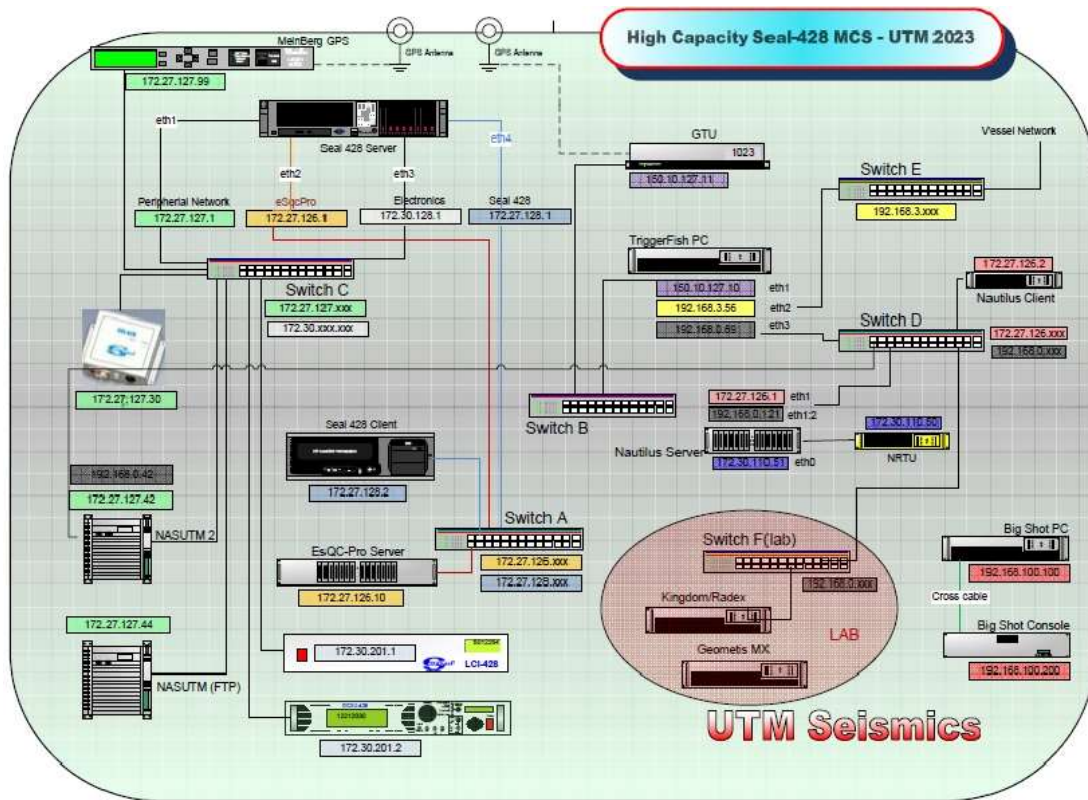 High Capacity Seal-428 MCS - UTM 2023
MeinBerg GPS
GPS Antenna
GPS Antenna
172.27.127.99
eth1
Seal 428 Server
eth4
eth2
eth3
Vessel Network
GTU
1023
150.10.127.11
Switch E
192.168.3.xxx
Peripherial Network
eSqcPro
Electronics
Seal 428
172.27.127.1
172.27.126.1
172.30.128.1
172.27.128.1
TriggerFish PC
150.10.127.10
eth1
192.168.3.56
eth2
192.168.0.69
eth3
172.27.126.2
Nautilus Client
Switch C
172.27.127.xxx
172.30.xxx.xxx
Switch D
172.27.126.xxx
192.168.0.xxx
172.27.127.30
Switch B
172.27.126.1
eth1
192.168.0.121
eth1:2
Nautilus Server
172.30.110.51
eth0
172.30.110.50
NRTU
Seal 428 Client
172.27.128.2
192.168.0.42
172.27.127.42
NASUTM 2
Switch A
172.27.126.xxx
172.27.128.xxx
EsQC-Pro Server
172.27.126.10
Switch F(lab)
192.168.0.xxx
Kingdom/Radex
LAB
Geometis MX
Big Shot PC
192.168.100.100
Cross cable
Big Shot Console
192.168.100.200
172.27.127.44
NASUTM (FTP)
172.30.201.1
LCI-428
172.30.201.2
UTM Seismics